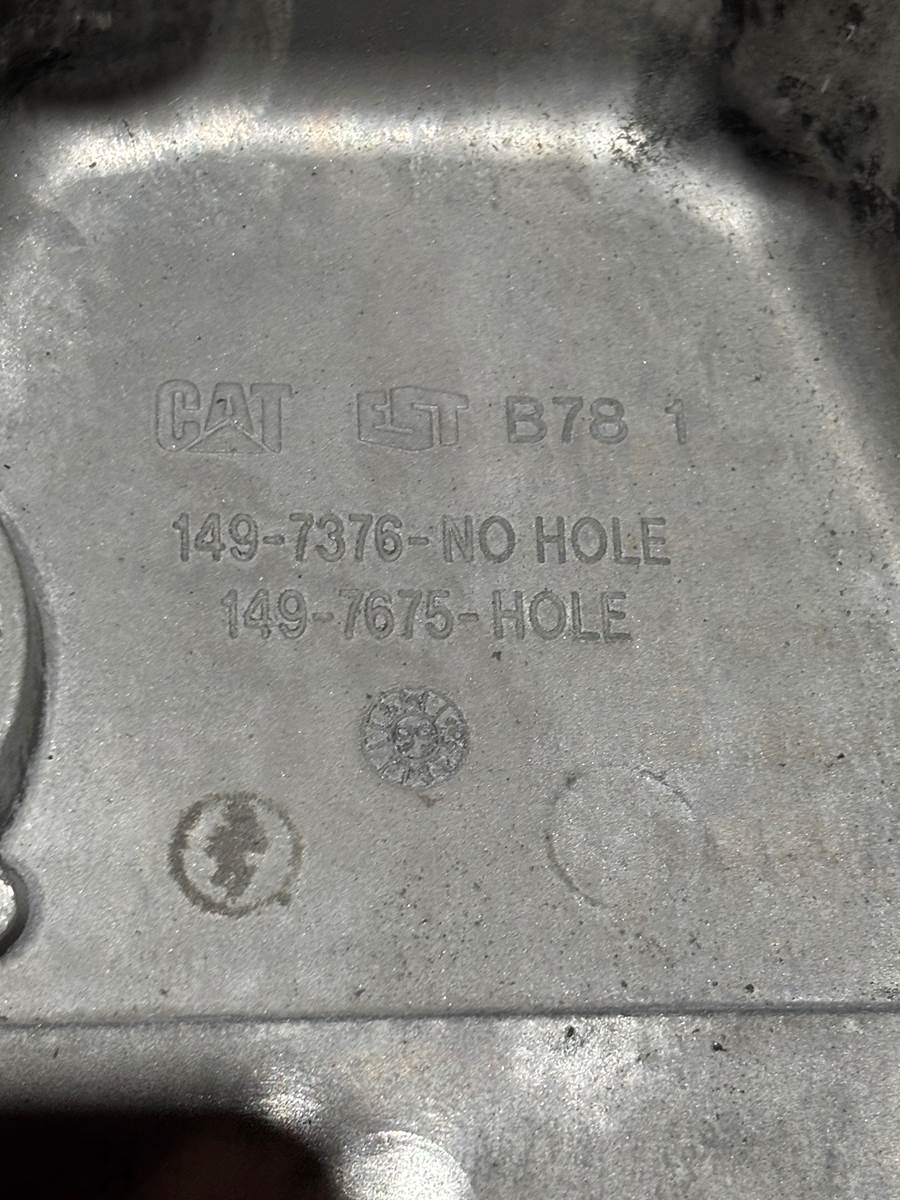 CAT EST B78 1
149-7376-NO HOLE
149-7675-HOLE